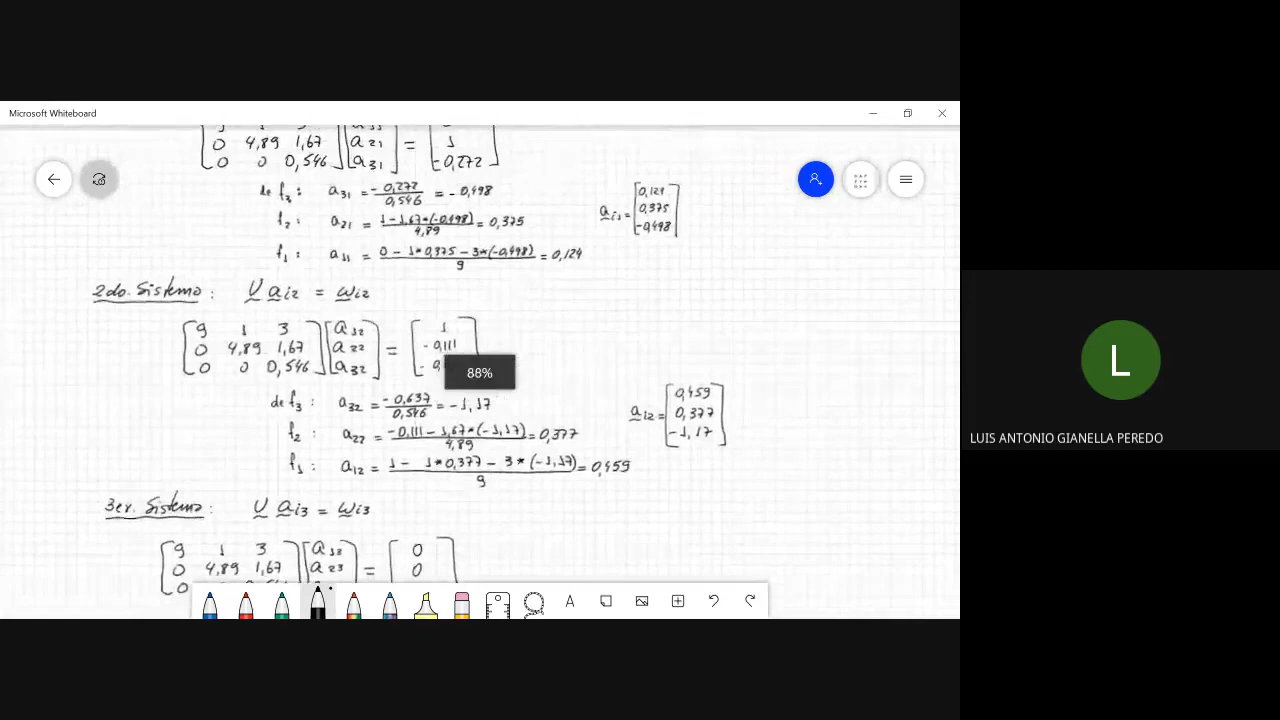 Microsoft Whiteboard
9 1 3
0 4,89 1,67 a21 = 1
0 0 0,546 a31 -0,272
de f3: a31 = -0,272/0,546 = -0,498
f2: a21 = 1-1,67*(-0,498)/4,89 = 0,375
f1: a11 = 0-1*0,375-3*(-0,498)/9 = 0,124
ai1 = 0,124
0,375
-0,498
2do. Sistema: U ai2 = wi2
9 1 3 a12 1
0 4,89 1,67 a22 = -0,111
0 0 0,546 a32
88%
de f3: a32 = -0,637/0,546 = -1,17
f2: a22 = -0,111-1,67*(-1,17)/4,89 = 0,377
f1: a12 = 1-1*0,377-3*(-1,17)/9 = 0,459
ai2 = 0,459
0,377
-1,17
3er. Sistema: U ai3 = wi3
9 1 3 a13 0
0 4,89 1,67 a23 = 0
0
L
LUIS ANTONIO GIANELLA PEREDO